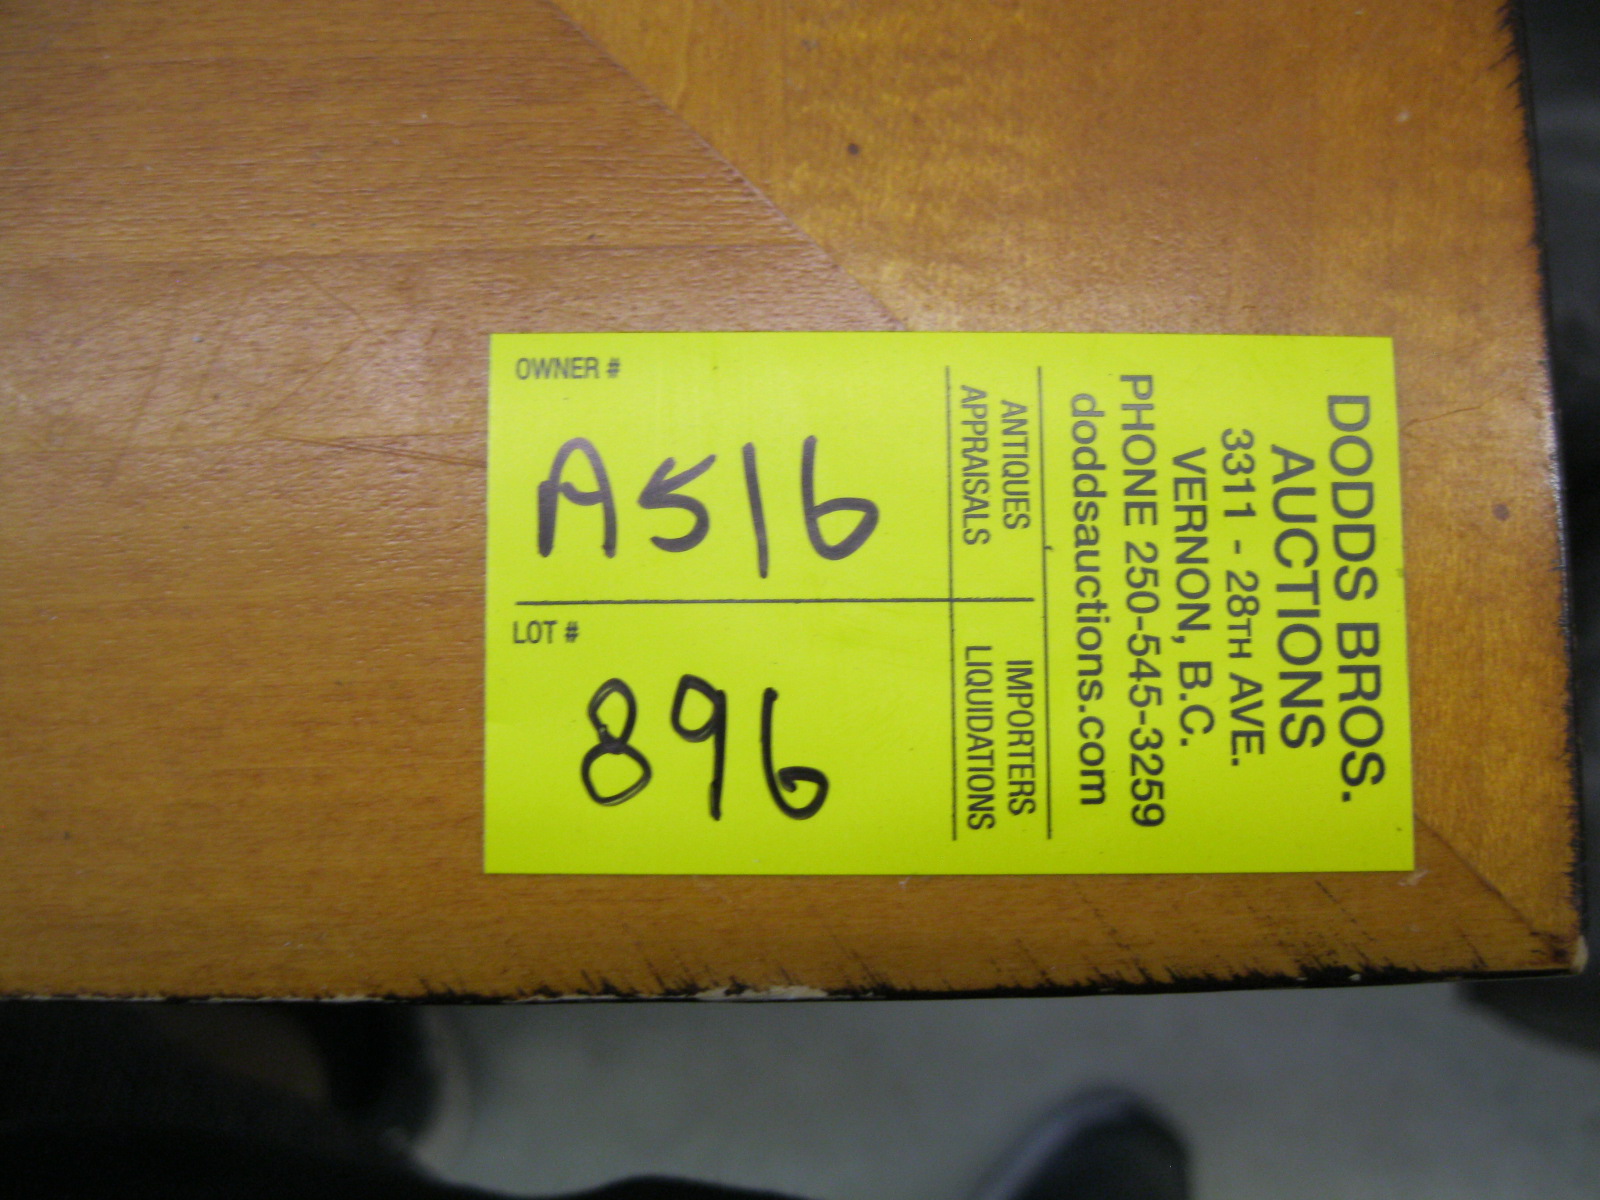 DODDS BROS.
AUCTIONS
3311 - 28TH AVE.
VERNON, B.C.
PHONE 250-545-3259
doddsauctions.com
ANTIQUES
APPRAISALS
IMPORTERS
LIQUIDATIONS
OWNER #
A516
LOT #
896